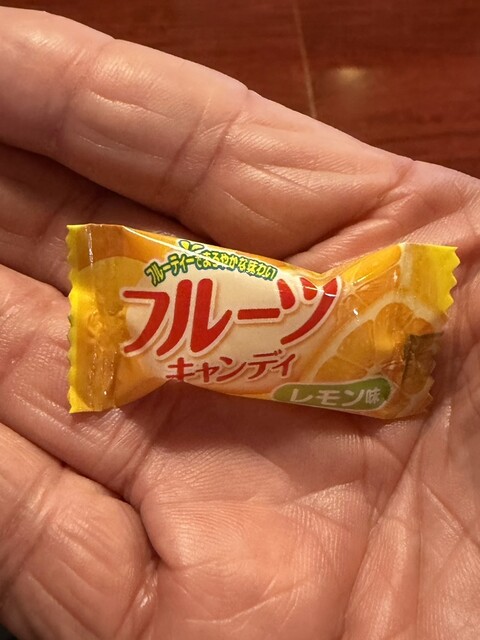 フルーティーでまろやかな味わい
フルーツ
キャンディ
レモン味